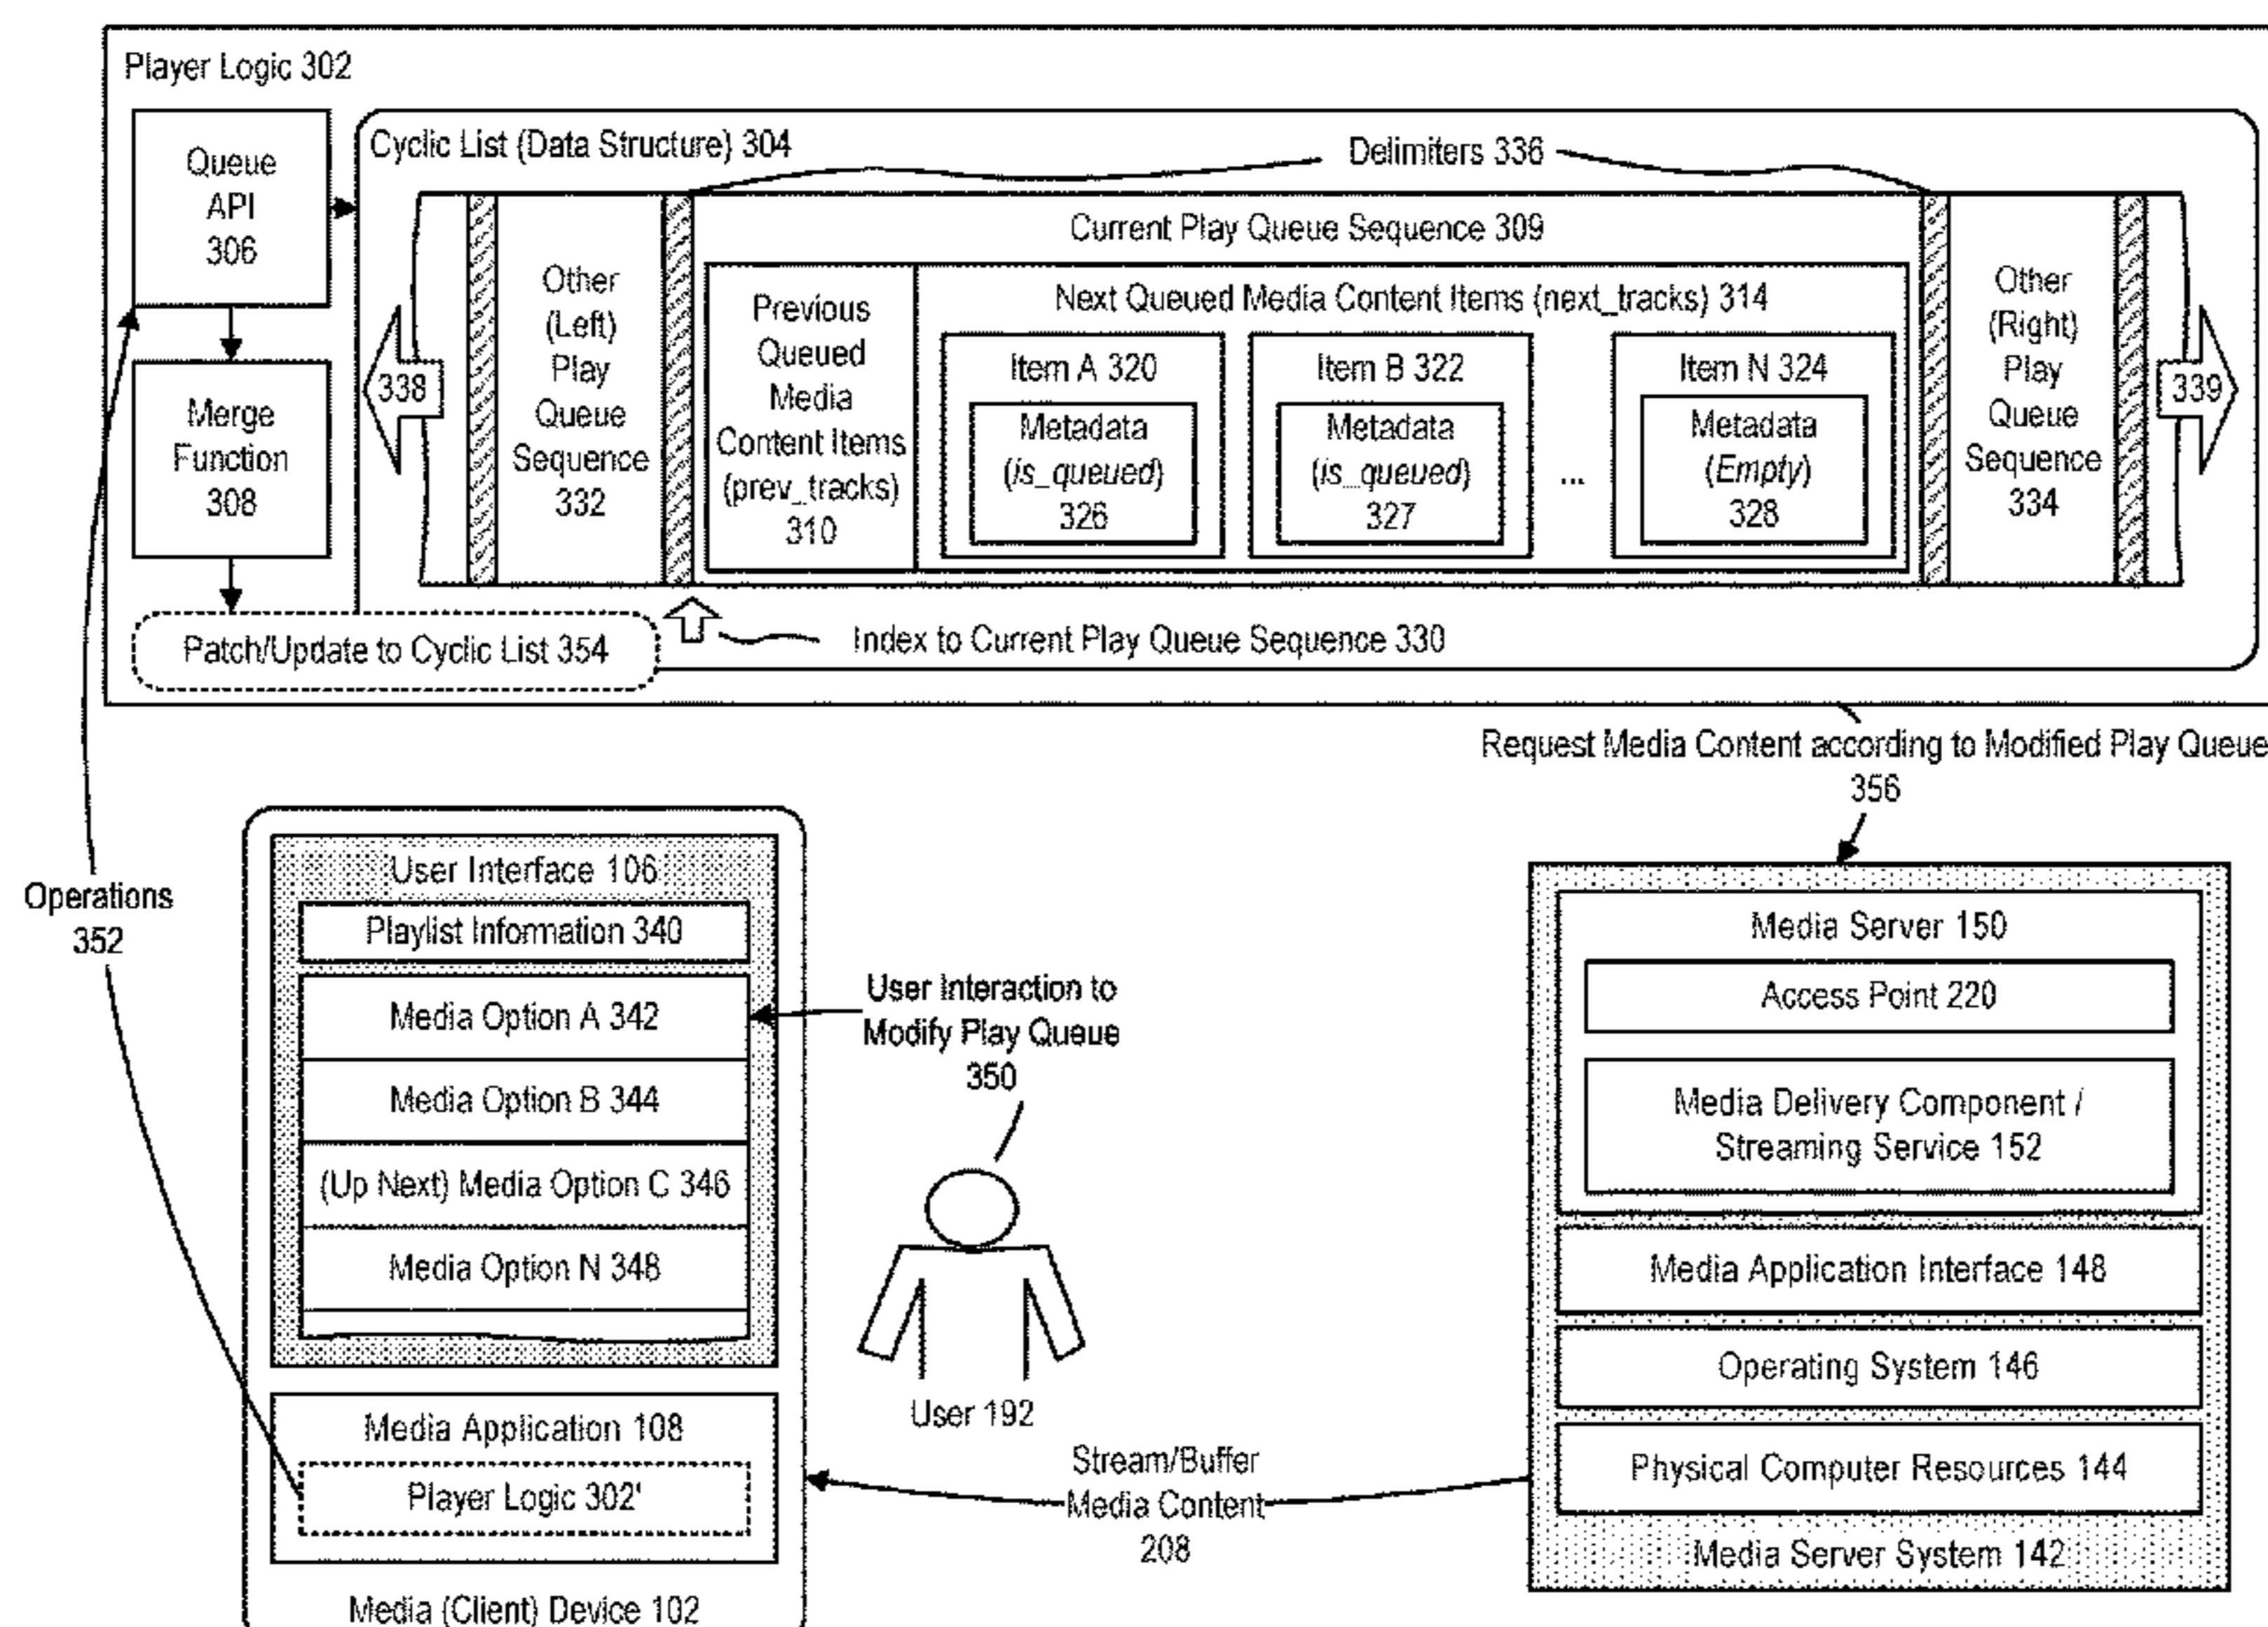 Player Logic 302
Queue
API
306
Merge
Function
308
Patch/Update to Cyclic List 354
Cyclic List (Data Structure) 304
Delimiters 336
338
Other
(Left)
Play
Queue
Sequence
332
Current Play Queue Sequence 309
Previous
Queued
Media
Content Items
(prev_tracks)
310
Next Queued Media Content Items (next_tracks) 314
Item A 320
Metadata
(is_queued)
326
Item B 322
Metadata
(is_queued)
327
...
Item N 324
Metadata
(Empty)
328
Other
(Right)
Play
Queue
Sequence
334
339
Index to Current Play Queue Sequence 330
Request Media Content according to Modified Play Queue
356
Operations
352
User Interface 106
Playlist Information 340
Media Option A 342
Media Option B 344
(Up Next) Media Option C 346
Media Option N 348
Media Application 108
Player Logic 302'
Media (Client) Device 102
User Interaction to
Modify Play Queue
350
User 192
Stream/Buffer
Media Content
208
Media Server 150
Access Point 220
Media Delivery Component /
Streaming Service 152
Media Application Interface 148
Operating System 146
Physical Computer Resources 144
Media Server System 142